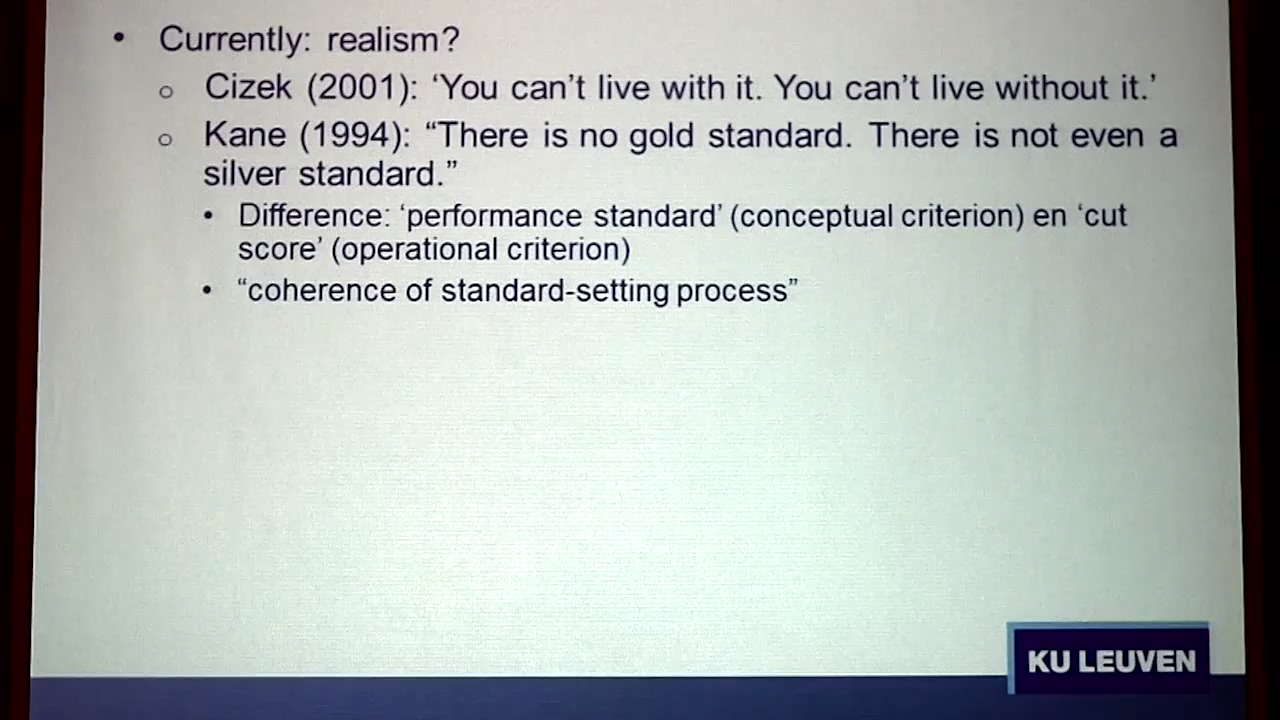 • Currently: realism?
o Cizek (2001): ‘You can’t live with it. You can’t live without it.’
o Kane (1994): “There is no gold standard. There is not even a
silver standard.”
• Difference: ‘performance standard’ (conceptual criterion) en ‘cut
score’ (operational criterion)
• “coherence of standard-setting process”
KU LEUVEN